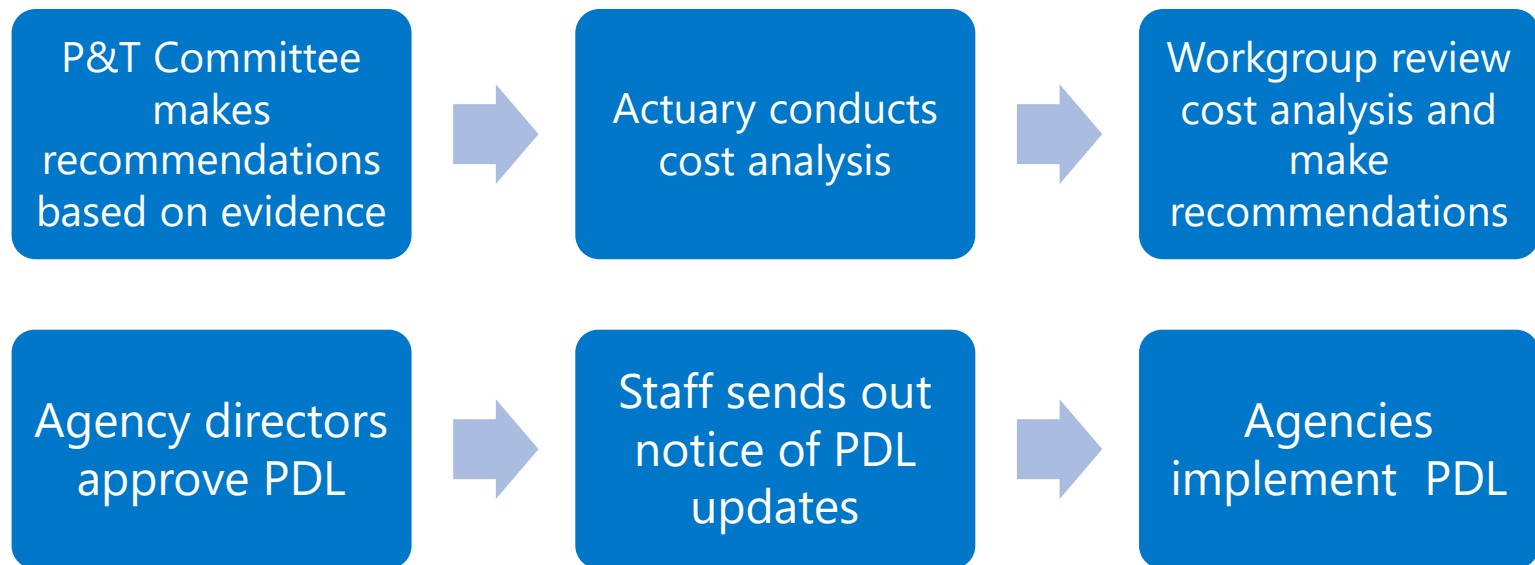 P&T Committee
makes
recommendations
based on evidence
Actuary conducts
cost analysis
Workgroup review
cost analysis and
make
recommendations
Agency directors
approve PDL
Staff sends out
notice of PDL
updates
Agencies
implement  PDL